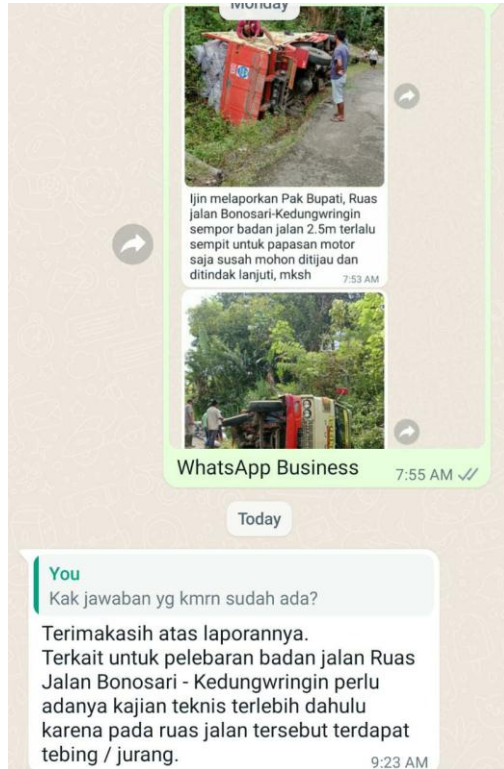 Monday
Ijin melaporkan Pak Bupati, Ruas
jalan Bonosari-Kedungwringin
sempor badan jalan 2.5m terlalu
sempit untuk papasan motor
saja susah mohon ditijau dan
ditindak lanjuti, mksh
7:53 AM
WhatsApp Business
7:55 AM
Today
You
Kak jawaban yg kmrn sudah ada?
Terimakasih atas laporannya.
Terkait untuk pelebaran badan jalan Ruas
Jalan Bonosari - Kedungwringin perlu
adanya kajian teknis terlebih dahulu
karena pada ruas jalan tersebut terdapat
tebing / jurang.
9:23 AM